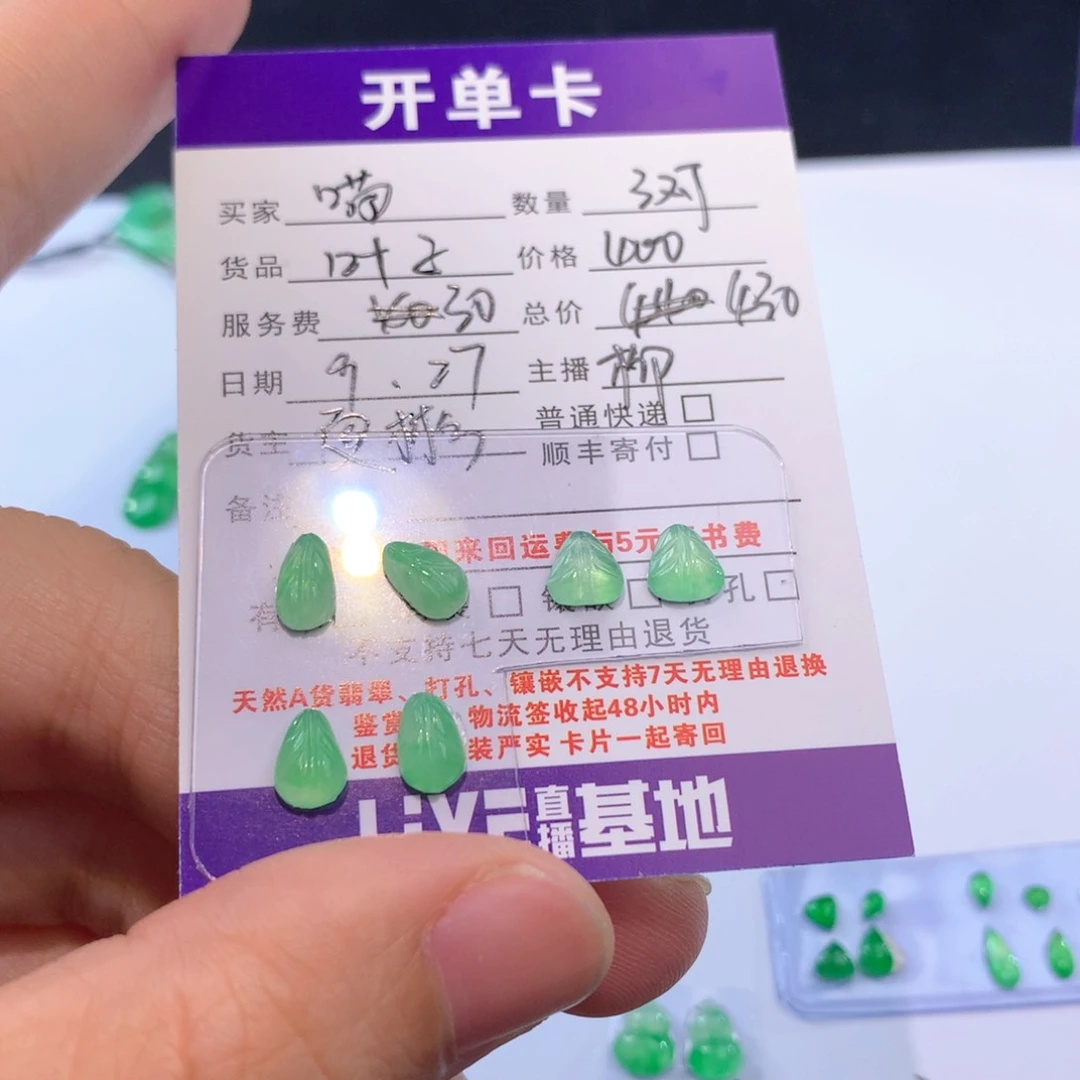 开单卡
买家 喵 数量 3对
货品 叶子 价格 400
服务费 30 总价 430
日期 9.27 主播 柳
货主
普通快递
顺丰寄付
备注
来回运费 5元 书费
孔
不支持七天无理由退货
天然A货翡翠、打孔、镶嵌不支持7天无理由退换
鉴赏 物流签收起48小时内
退货 装严实 卡片一起寄回
LiVE直播基地